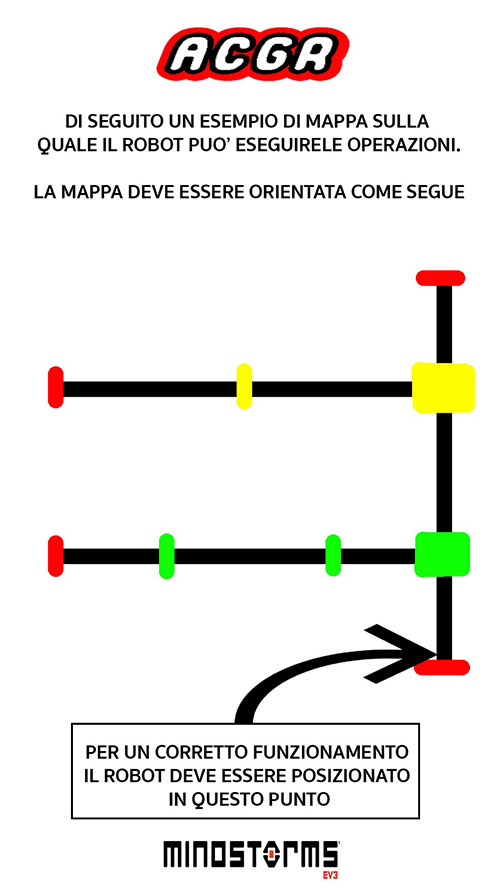 ACGR
DI SEGUITO UN ESEMPIO DI MAPPA SULLA
QUALE IL ROBOT PUO' ESEGUIRELE OPERAZIONI.
LA MAPPA DEVE ESSERE ORIENTATA COME SEGUE
PER UN CORRETTO FUNZIONAMENTO
IL ROBOT DEVE ESSERE POSIZIONATO
IN QUESTO PUNTO
MINDSTORMS
EV3